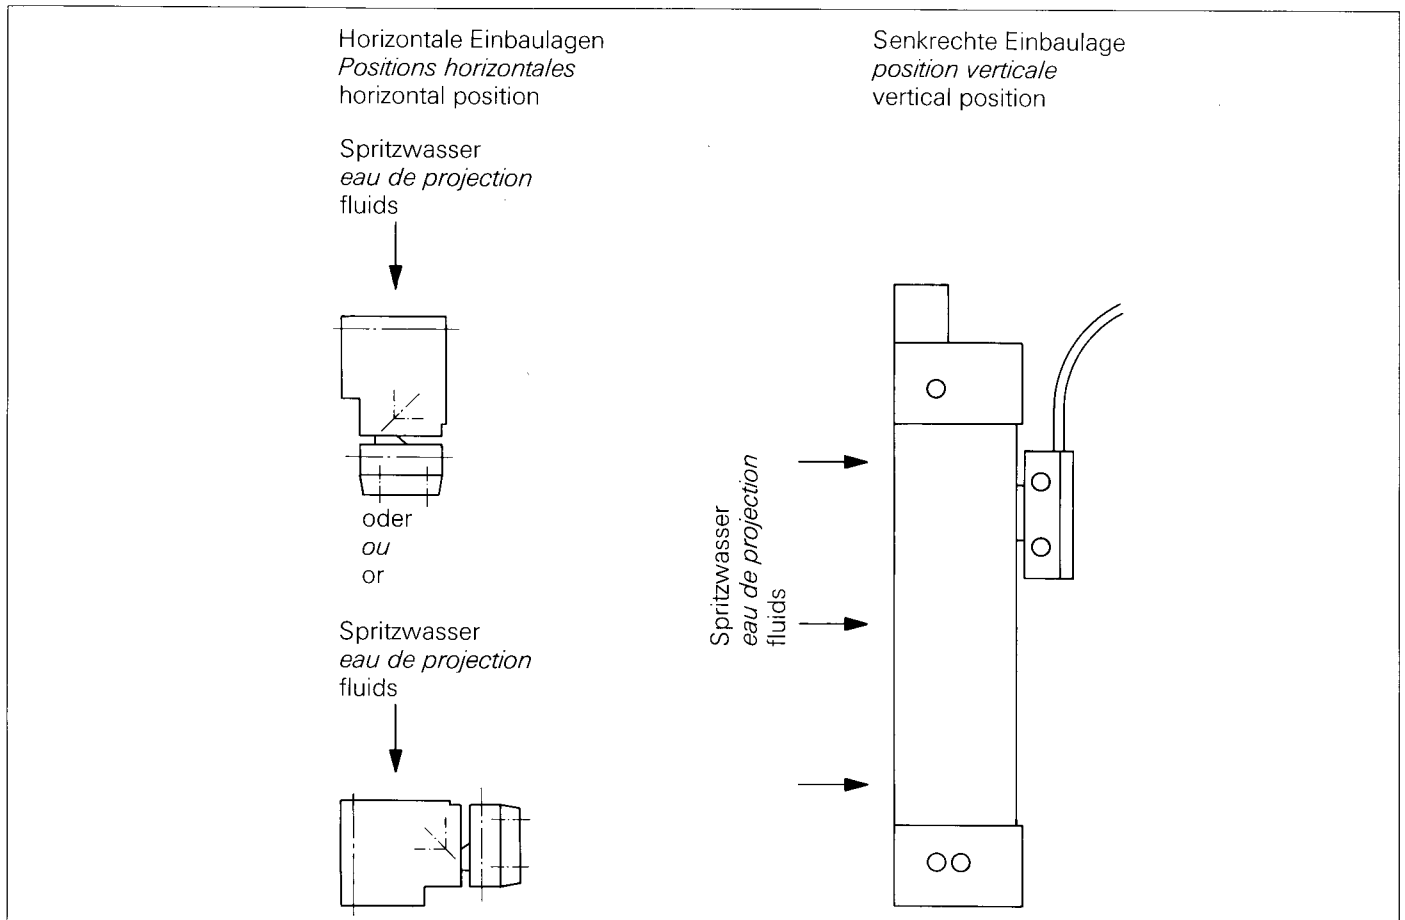 Horizontale Einbaulagen
Positions horizontales
horizontal position
Spritzwasser
eau de projection
fluids
oder
ou
or
Spritzwasser
eau de projection
fluids
Senkrechte Einbaulage
position verticale
vertical position
Spritzwasser
eau de projection
fluids